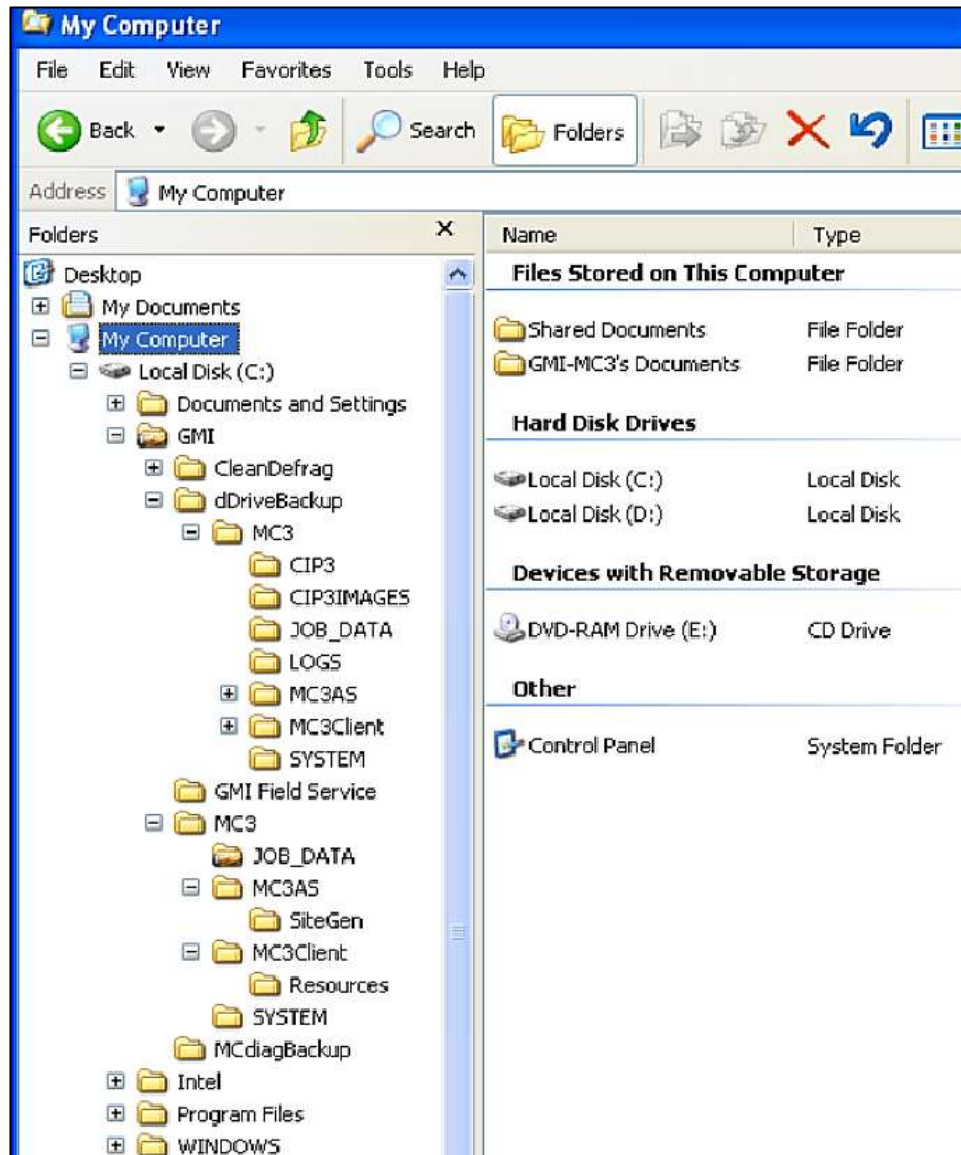 My Computer
File Edit View Favorites Tools Help
Back Search Folders
Address My Computer
Folders
Desktop
My Documents
My Computer
Local Disk (C:)
Documents and Settings
GMI
CleanDefrag
dDriveBackup
MC3
CIP3
CIP3IMAGES
JOB_DATA
LOGS
MC3AS
MC3Client
SYSTEM
GMI Field Service
MC3
JOB_DATA
MC3AS
SiteGen
MC3Client
Resources
SYSTEM
MCdiagBackup
Intel
Program Files
WINDOWS
Name Type
Files Stored on This Computer
Shared Documents File Folder
GMI-MC3's Documents File Folder
Hard Disk Drives
Local Disk (C:) Local Disk
Local Disk (D:) Local Disk
Devices with Removable Storage
DVD-RAM Drive (E:) CD Drive
Other
Control Panel System Folder